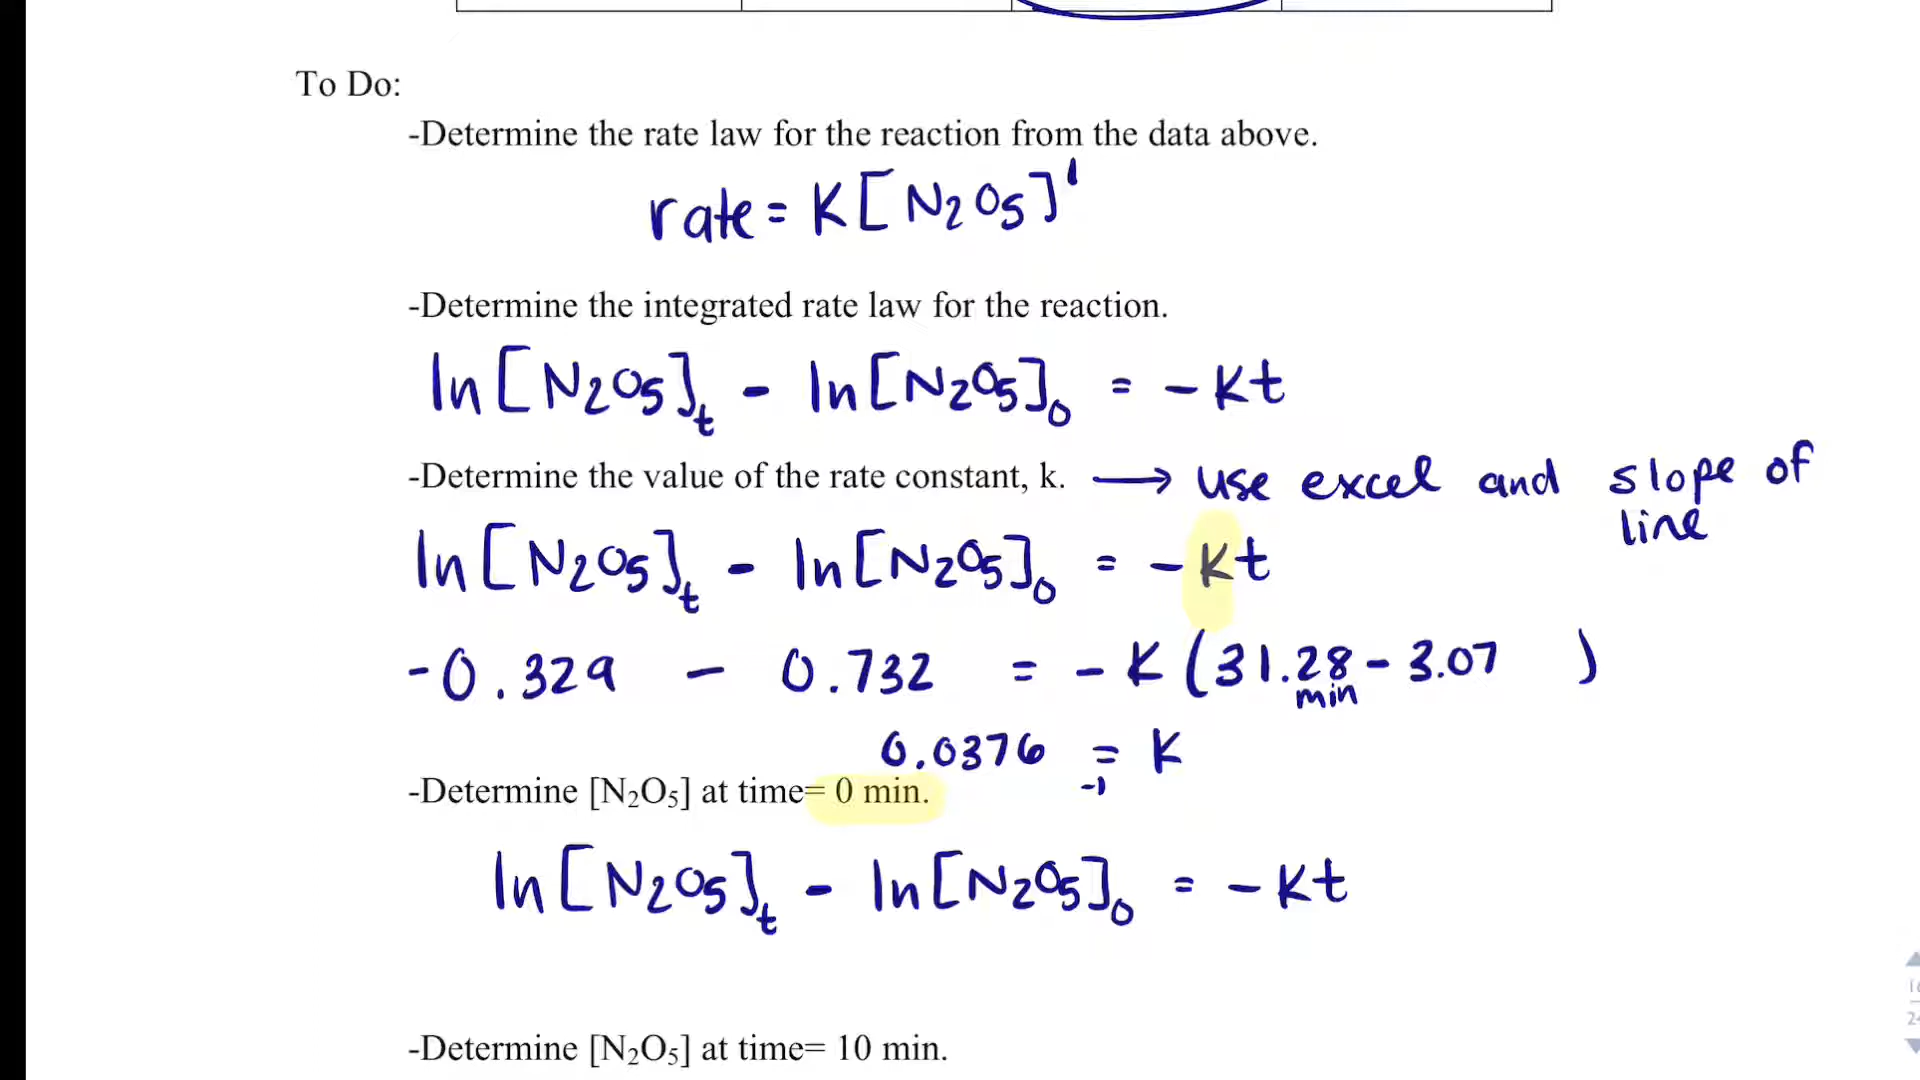 To Do:
-Determine the rate law for the reaction from the data above.
rate = K[N₂O₅]¹
-Determine the integrated rate law for the reaction.
ln[N₂O₅]ₜ - ln[N₂O₅]₀ = -Kt
-Determine the value of the rate constant, k. → use excel and slope of
line
ln[N₂O₅]ₜ - ln[N₂O₅]₀ = -Kt
-0.329 - 0.732 = -K(31.28 - 3.07 )
min
0.0376 = K
-Determine [N₂O₅] at time= 0 min. -1
ln[N₂O₅]ₜ - ln[N₂O₅]₀ = -Kt
-Determine [N₂O₅] at time= 10 min.